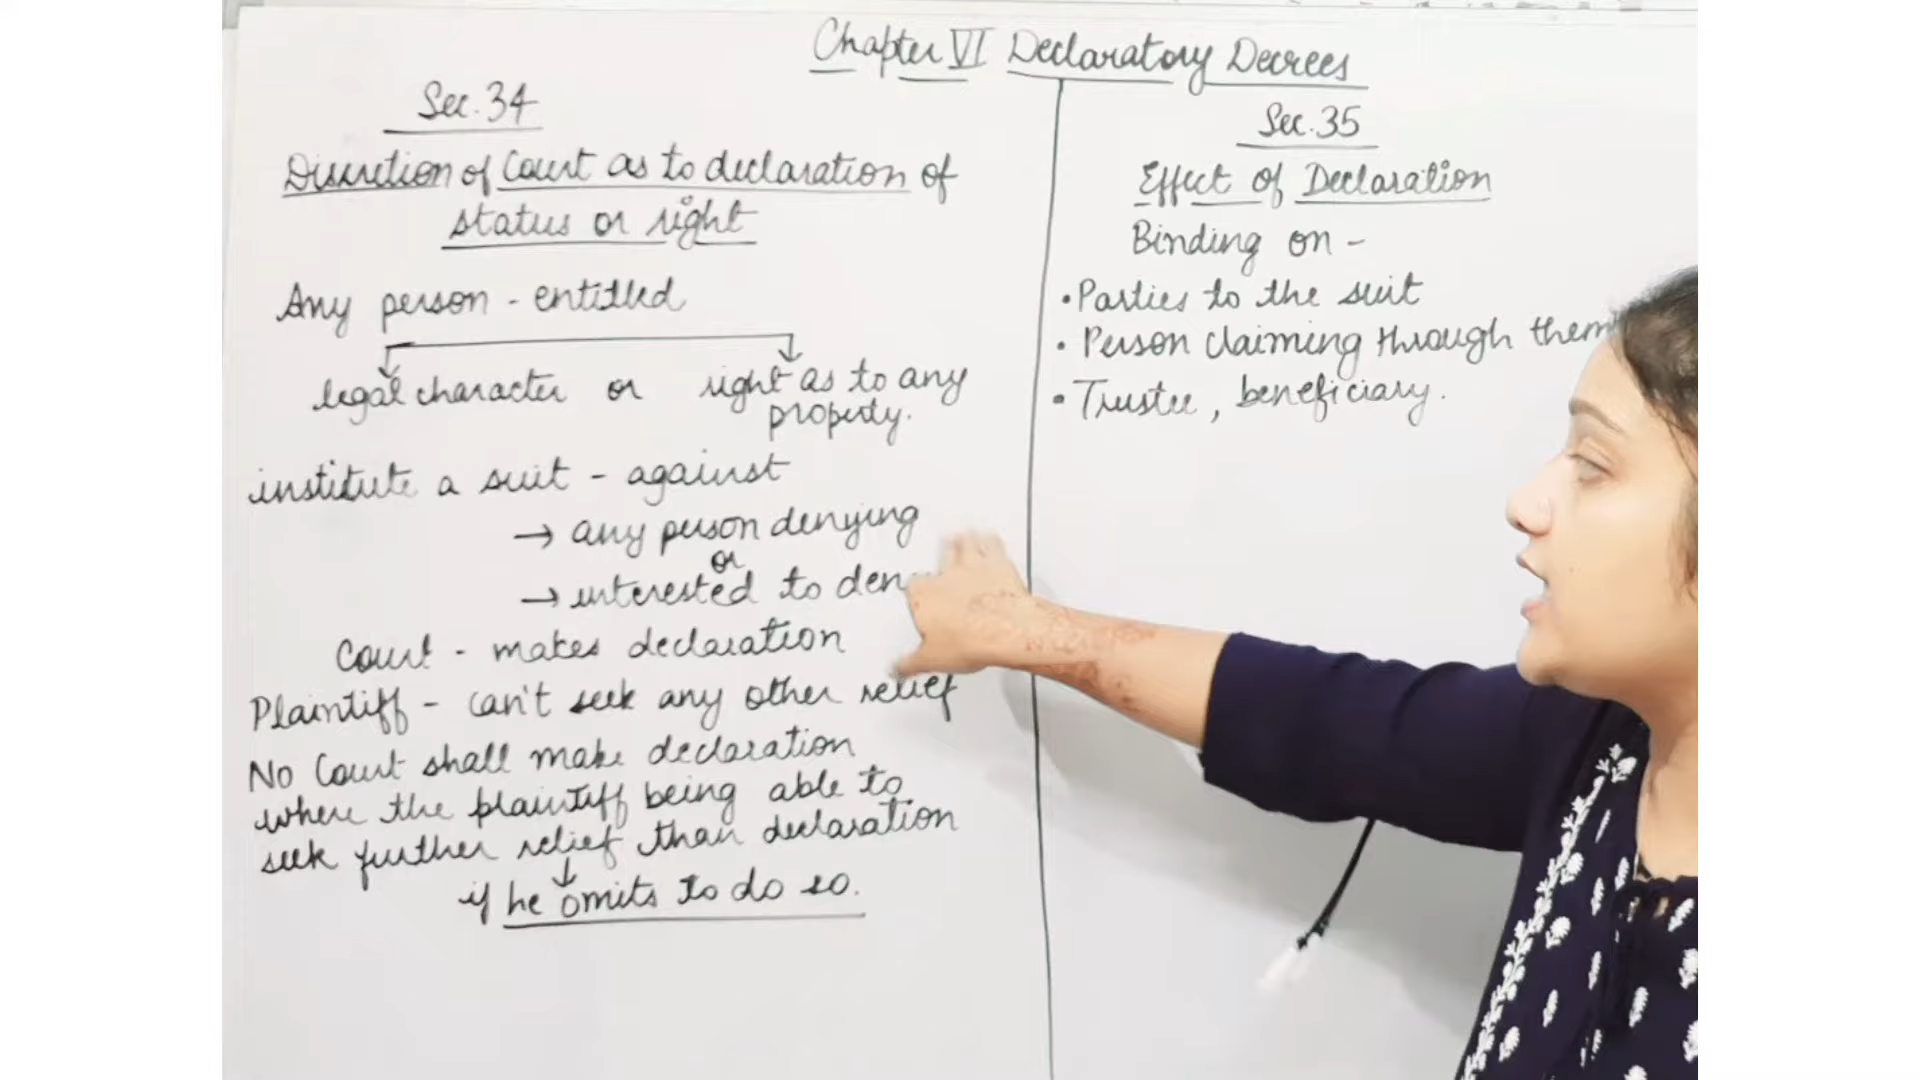 Chapter VI Declaratory Decrees
Sec. 34
Discretion of Court as to declaration of
status or right
Any person - entitled
legal character or right as to any
property.
institute a suit - against
→ any person denying
or
→ interested to
Court - makes declaration
Plaintiff - can't seek any other relief
No Court shall make declaration
where the plaintiff being able to
seek further relief than declaration
↓
if he omits to do so.
Sec. 35
Effect of Declaration
Binding on -
• Parties to the suit
• Person claiming through them
• Trustee, beneficiary.